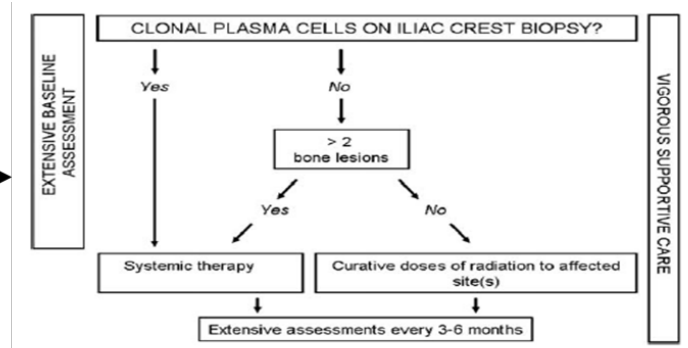 CLONAL PLASMA CELLS ON ILIAC CREST BIOPSY?
EXTENSIVE BASELINE
ASSESSMENT
Yes
No
> 2
bone lesions
Yes
No
Systemic therapy
Curative doses of radiation to affected
site(s)
Extensive assessments every 3-6 months
VIGOROUS SUPPORTIVE CARE